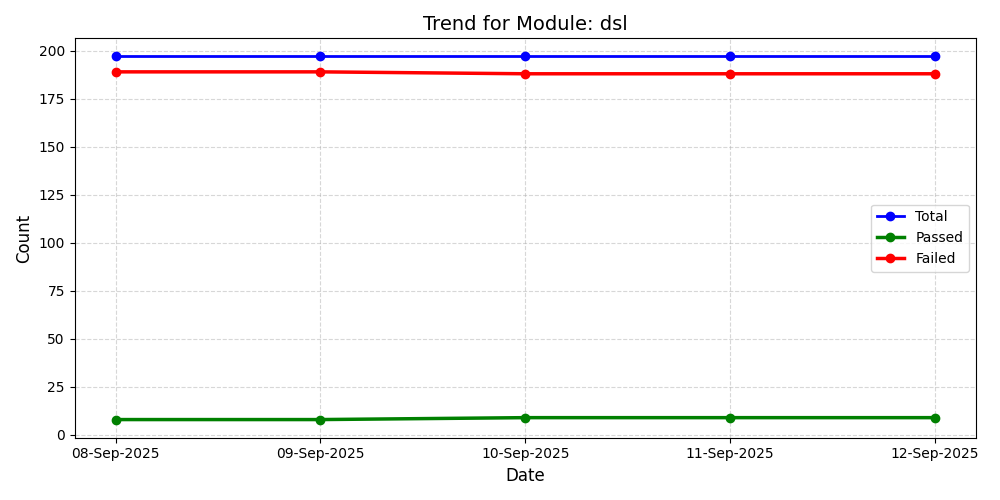 Trend for Module: dsl
200
175
150
125
100
75
50
25
0
Count
Total
Passed
Failed
08-Sep-2025
09-Sep-2025
10-Sep-2025
11-Sep-2025
12-Sep-2025
Date